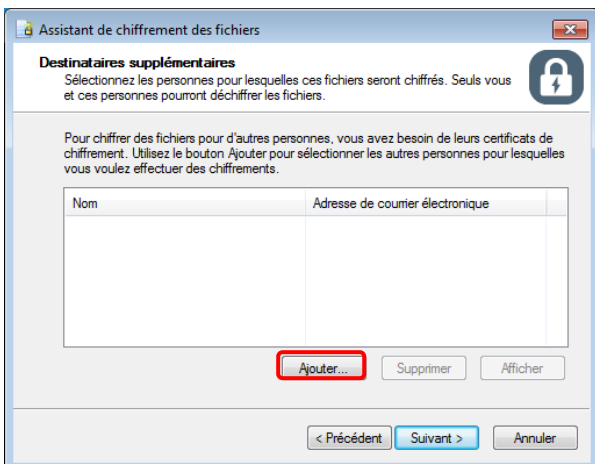 Assistant de chiffrement des fichiers
Destinataires supplémentaires
Sélectionnez les personnes pour lesquelles ces fichiers seront chiffrés. Seuls vous
et ces personnes pourront déchiffrer les fichiers.
Pour chiffrer des fichiers pour d'autres personnes, vous avez besoin de leurs certificats de
chiffrement. Utilisez le bouton Ajouter pour sélectionner les autres personnes pour lesquelles
vous voulez effectuer des chiffrements.
Nom Adresse de courrier électronique
Ajouter... Supprimer Afficher
< Précédent Suivant > Annuler